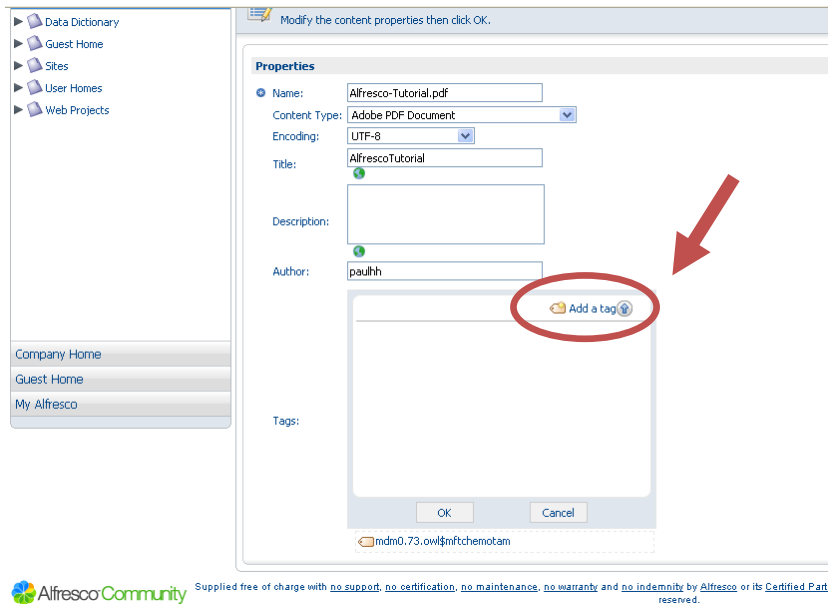 Data Dictionary
Guest Home
Sites
User Homes
Web Projects
Company Home
Guest Home
My Alfresco
Modify the content properties then click OK.
Properties
Name: Alfresco-Tutorial.pdf
Content Type: Adobe PDF Document
Encoding: UTF-8
Title: AlfrescoTutorial
Description:
Author: paulhh
Add a tag
Tags:
OK Cancel
mdm0.73.owl$mftchemotam
Alfresco Community Supplied free of charge with no support, no certification, no maintenance, no warranty and no indemnity by Alfresco or its Certified Part
reserved.